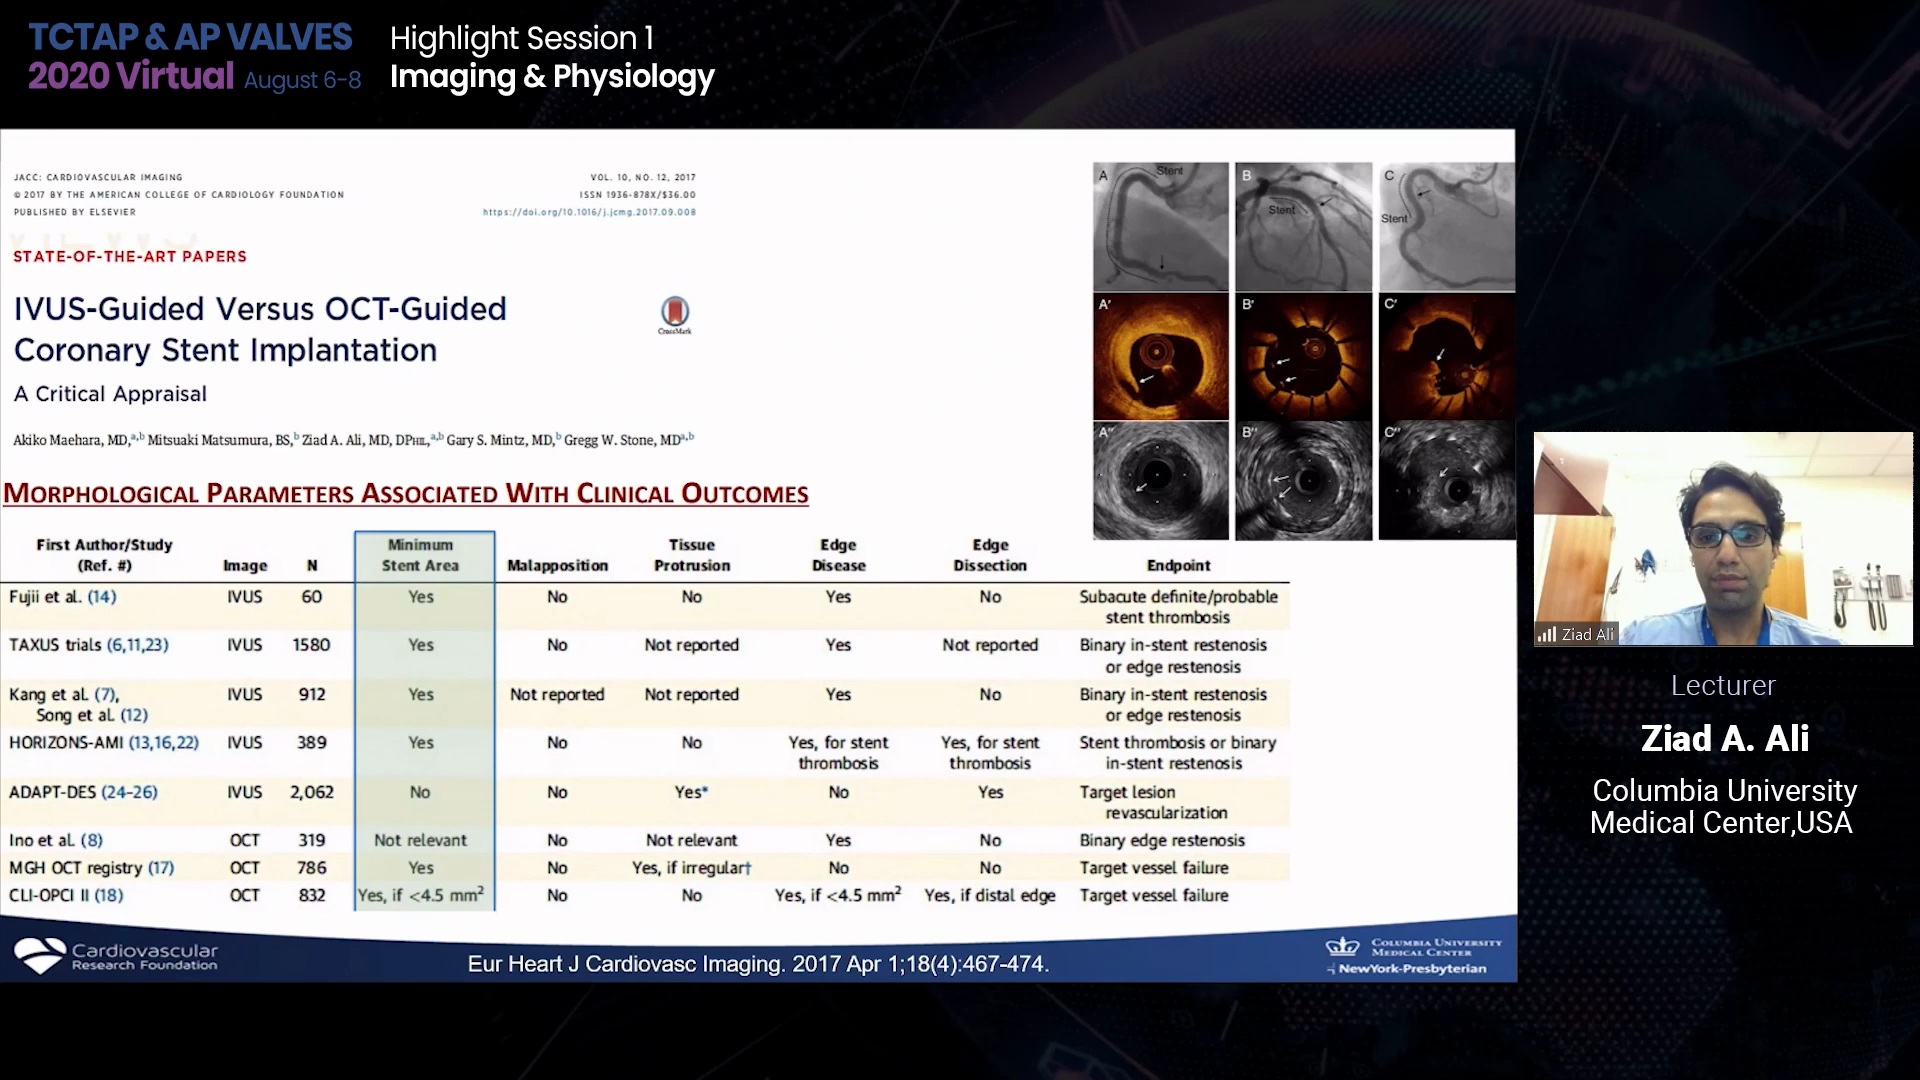 TCTAP & AP VALVES
2020 Virtual August 6-8
Highlight Session 1
Imaging & Physiology
JACC: CARDIOVASCULAR IMAGING
© 2017 BY THE AMERICAN COLLEGE OF CARDIOLOGY FOUNDATION
PUBLISHED BY ELSEVIER
VOL. 10, NO. 12, 2017
ISSN 1936-878X/$36.00
https://doi.org/10.1016/j.jcmg.2017.09.008
STATE-OF-THE-ART PAPERS
IVUS-Guided Versus OCT-Guided
Coronary Stent Implantation
CrossMark
A Critical Appraisal
Akiko Maehara, MD,a,b Mitsuaki Matsumura, BS,b Ziad A. Ali, MD, DPHIL,a,b Gary S. Mintz, MD,b Gregg W. Stone, MDa,b
A Stent
B Stent
C Stent
A' B' C'
A'' B'' C''
MORPHOLOGICAL PARAMETERS ASSOCIATED WITH CLINICAL OUTCOMES
First Author/Study (Ref. #) Image N Minimum Stent Area Malapposition Tissue Protrusion Edge Disease Edge Dissection Endpoint
Fujii et al. (14) IVUS 60 Yes No No Yes No Subacute definite/probable stent thrombosis
TAXUS trials (6,11,23) IVUS 1580 Yes No Not reported Yes Not reported Binary in-stent restenosis or edge restenosis
Kang et al. (7), Song et al. (12) IVUS 912 Yes Not reported Not reported Yes No Binary in-stent restenosis or edge restenosis
HORIZONS-AMI (13,16,22) IVUS 389 Yes No No Yes, for stent thrombosis Yes, for stent thrombosis Stent thrombosis or binary in-stent restenosis
ADAPT-DES (24-26) IVUS 2,062 No No Yes* No Yes Target lesion revascularization
Ino et al. (8) OCT 319 Not relevant No Not relevant Yes No Binary edge restenosis
MGH OCT registry (17) OCT 786 Yes No Yes, if irregular† No No Target vessel failure
CLI-OPCI II (18) OCT 832 Yes, if <4.5 mm² No No Yes, if <4.5 mm² Yes, if distal edge Target vessel failure
Cardiovascular
Research Foundation
Eur Heart J Cardiovasc Imaging. 2017 Apr 1;18(4):467-474.
COLUMBIA UNIVERSITY
MEDICAL CENTER
NewYork-Presbyterian
Ziad Ali
Lecturer
Ziad A. Ali
Columbia University
Medical Center,USA